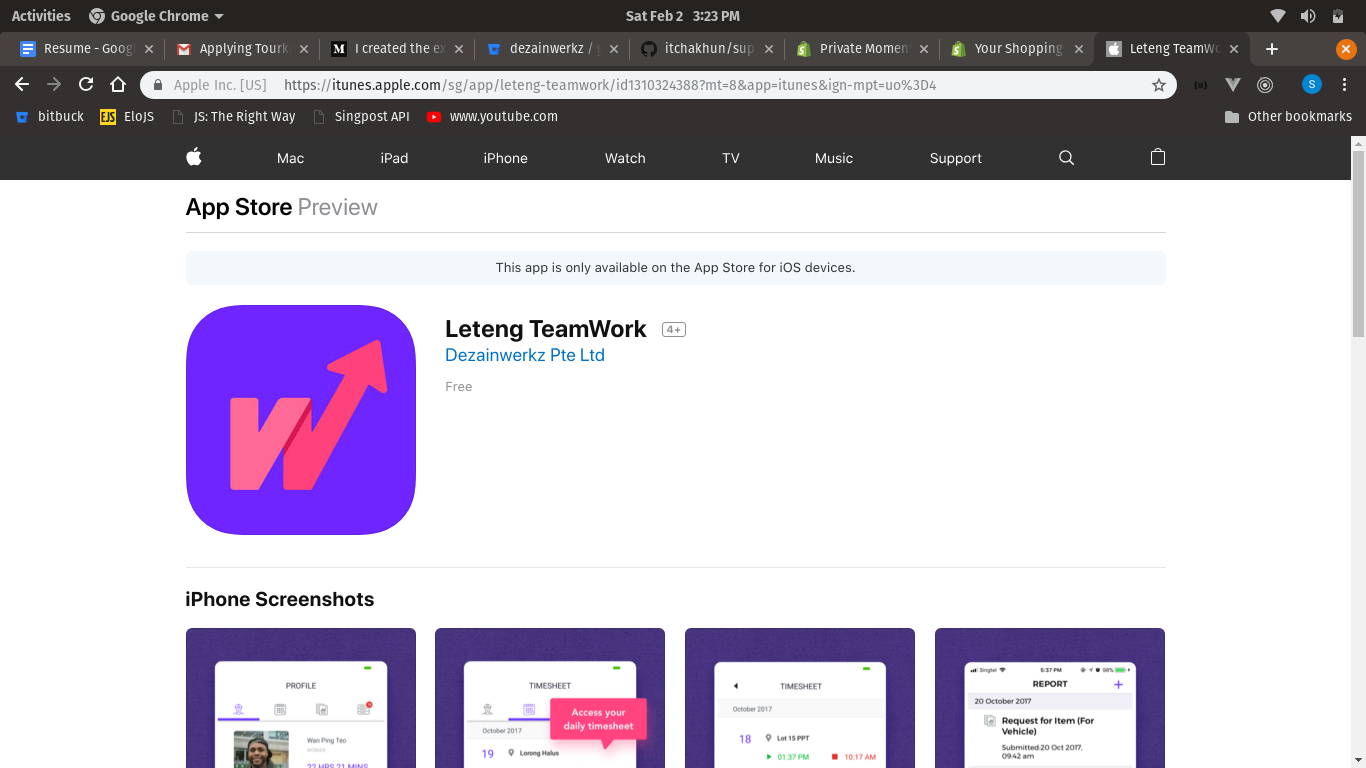 Activities Google Chrome Sat Feb 2 3:23 PM
Resume - Goog Applying Tourk I created the ex dezainwerkz / g itchakhun/sup Private Momen Your Shopping Leteng TeamWo
Apple Inc. [US] https://itunes.apple.com/sg/app/leteng-teamwork/id1310324388?mt=8&app=itunes&ign-mpt=uo%3D4 S
bitbuck EloJS JS: The Right Way Singpost API www.youtube.com Other bookmarks
Mac iPad iPhone Watch TV Music Support
App Store Preview
This app is only available on the App Store for iOS devices.
Leteng TeamWork 4+
Dezainwerkz Pte Ltd
Free
iPhone Screenshots
PROFILE
Wan Ping Teo
22 HRS 21 MINS
TIMESHEET
Access your
daily timesheet
October 2017
19 Lorong Halus
TIMESHEET
October 2017
18 Lot 15 PPT
01:37 PM 10:17 AM
Singtel 5:37 PM 98%
REPORT +
20 October 2017
Request for Item (For
Vehicle)
Submitted:20 Oct 2017,
09:42 am